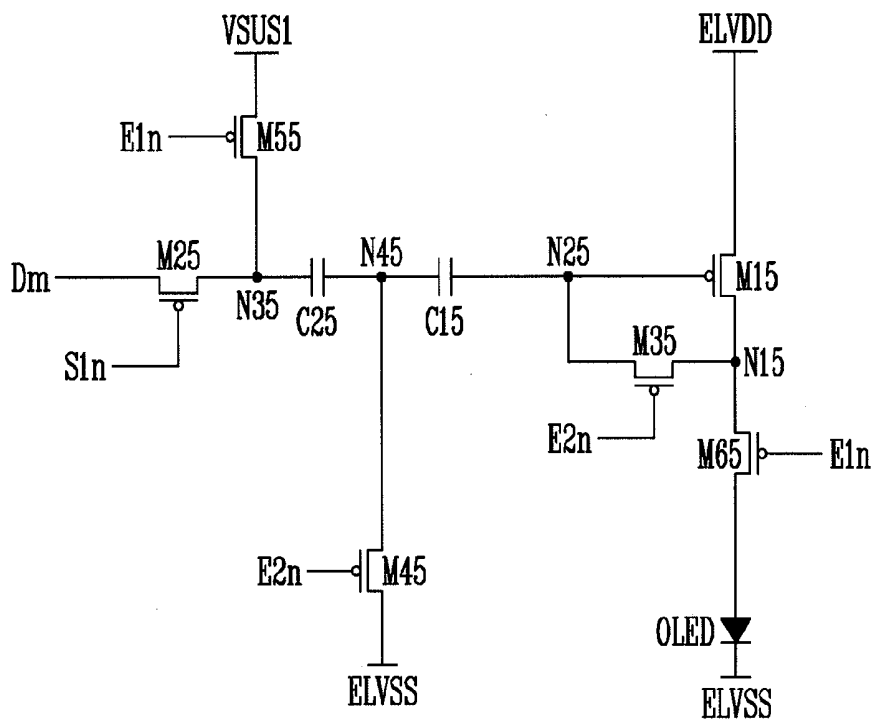 VSUS1
ELVDD
E1n
M55
M25
N45
N25
Dm
N35
C25
C15
M15
M35
N15
S1n
E2n
M65
E1n
E2n
M45
OLED
ELVSS
ELVSS